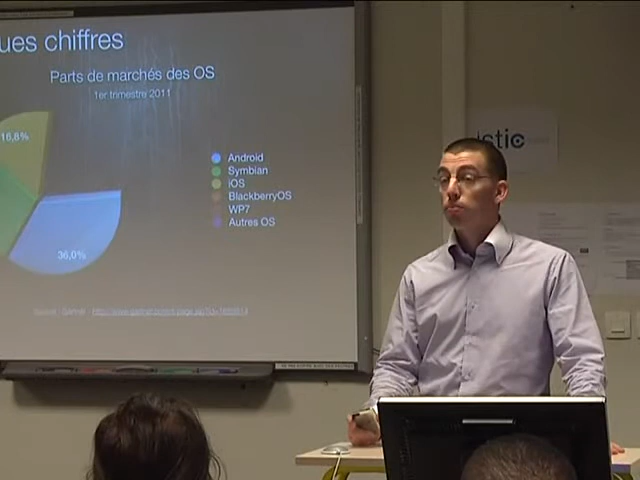 ues chiffres
Parts de marchés des OS
1er trimestre 2011
16,8%
Android
Symbian
iOS
BlackberryOS
WP7
Autres OS
36,0%
istic